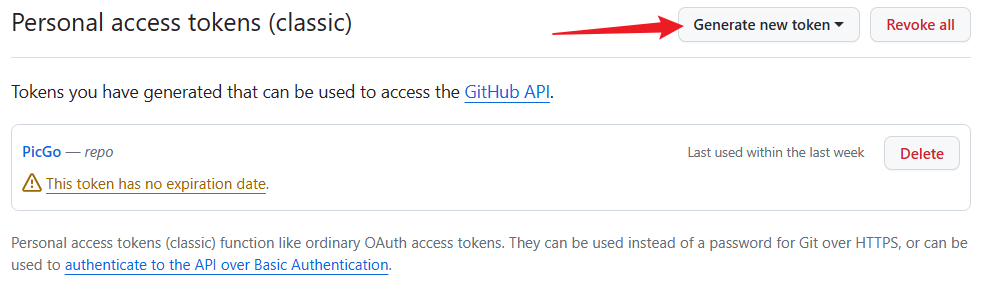 Personal access tokens (classic)
Generate new token
Revoke all
Tokens you have generated that can be used to access the GitHub API.
PicGo — repo
Last used within the last week
Delete
This token has no expiration date.
Personal access tokens (classic) function like ordinary OAuth access tokens. They can be used instead of a password for Git over HTTPS, or can be
used to authenticate to the API over Basic Authentication.